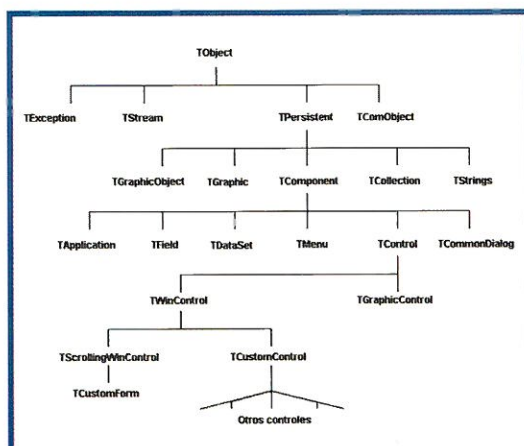 TObject
TException TStream TPersistent TComObject
TGraphicObject TGraphic TComponent TCollection TStrings
TApplication TField TDataSet TMenu TControl TCommonDialog
TWinControl TGraphicControl
TScrollingWinControl TCustomControl
TCustomForm
Otros controles